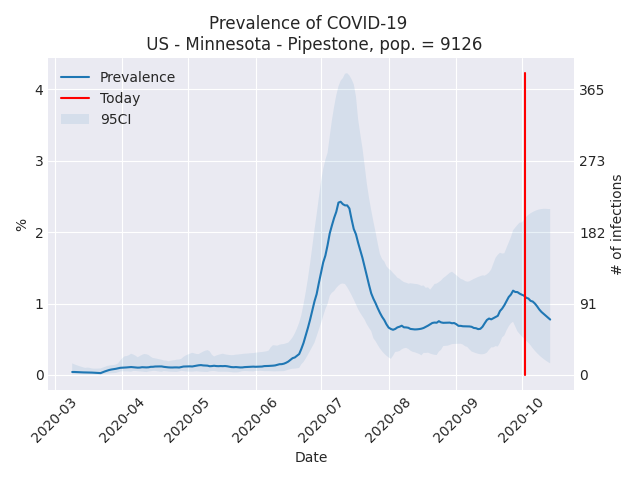 Prevalence of COVID-19
US - Minnesota - Pipestone, pop. = 9126
Prevalence
Today
95CI
4
3
2
1
0
%
365
273
182
91
0
# of infections
2020-03
2020-04
2020-05
2020-06
2020-07
2020-08
2020-09
2020-10
Date